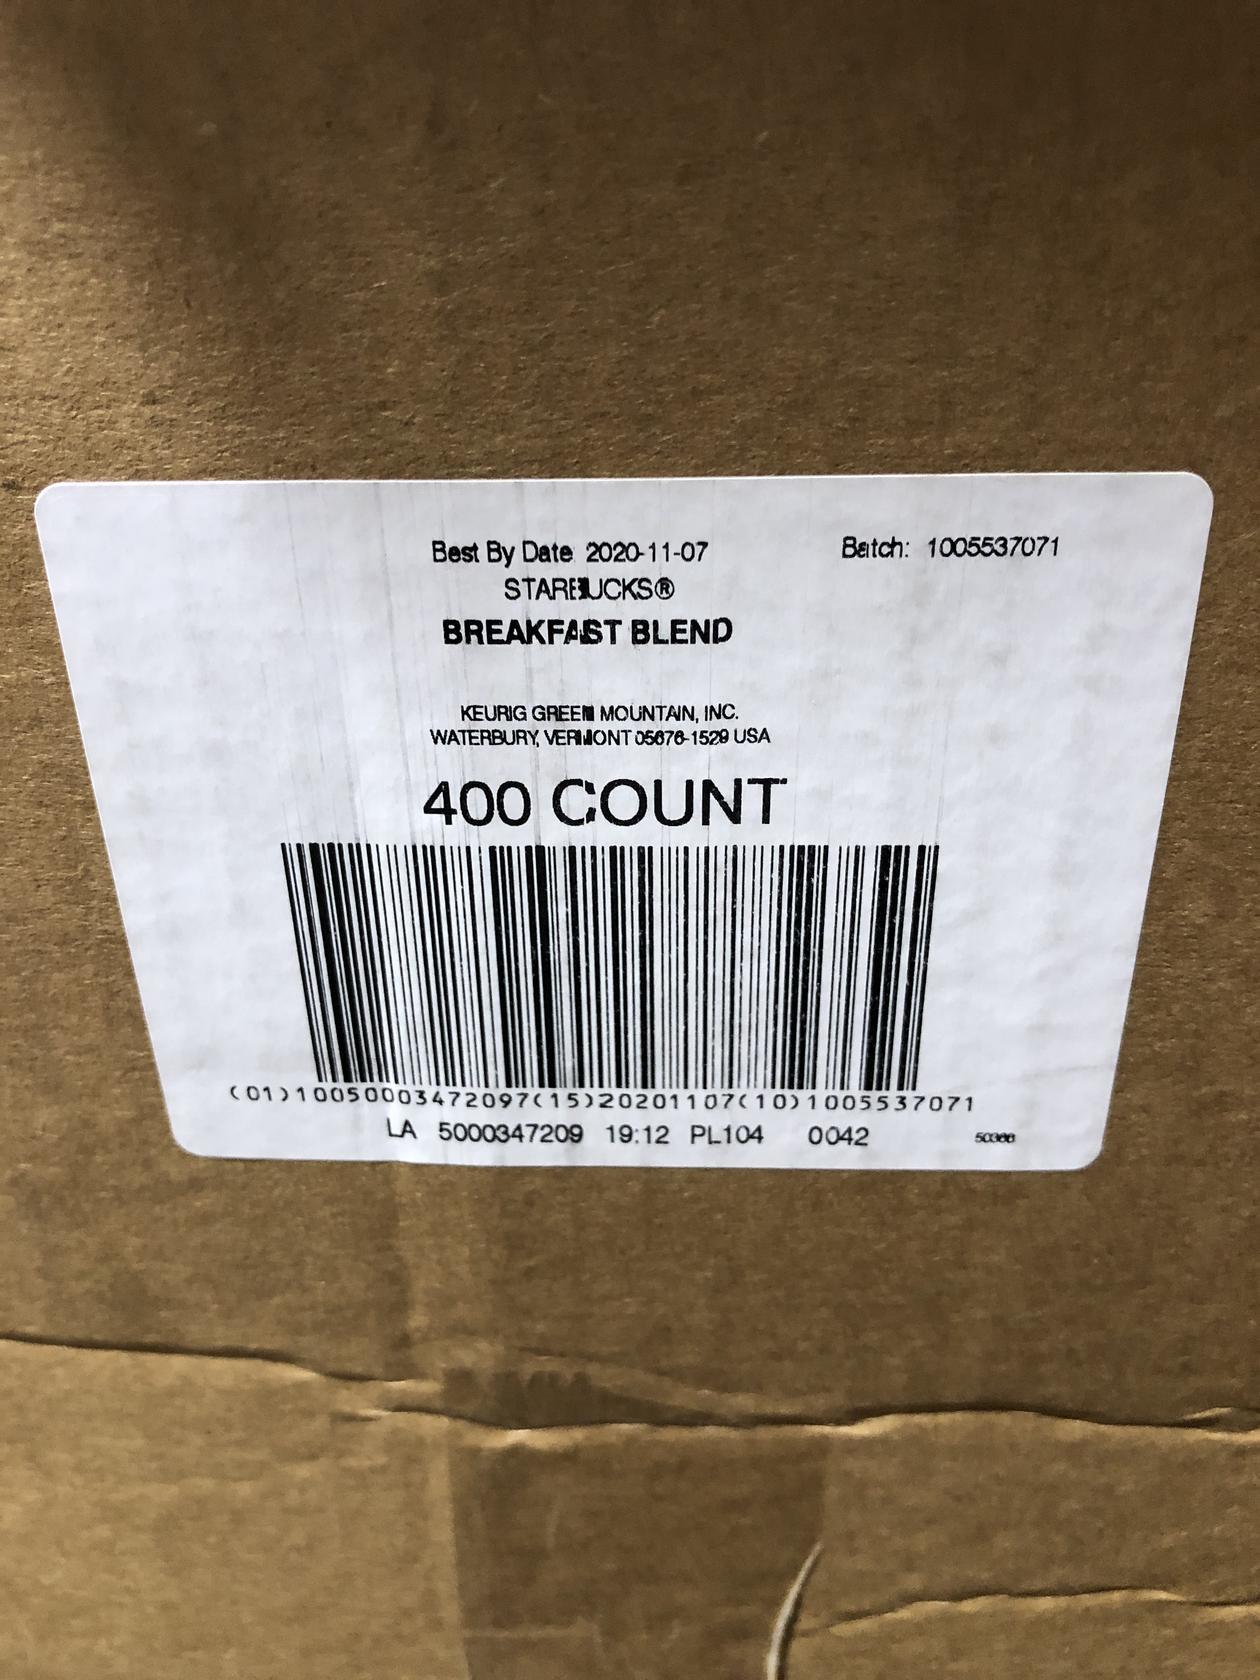 Best By Date 2020-11-07 Batch: 1005537071
STARBUCKS®
BREAKFAST BLEND
KEURIG GREEN MOUNTAIN, INC.
WATERBURY, VERMONT 05676-1529 USA
400 COUNT
(01)10050003472097(15)20201107(10)1005537071
LA 5000347209 19:12 PL104 0042